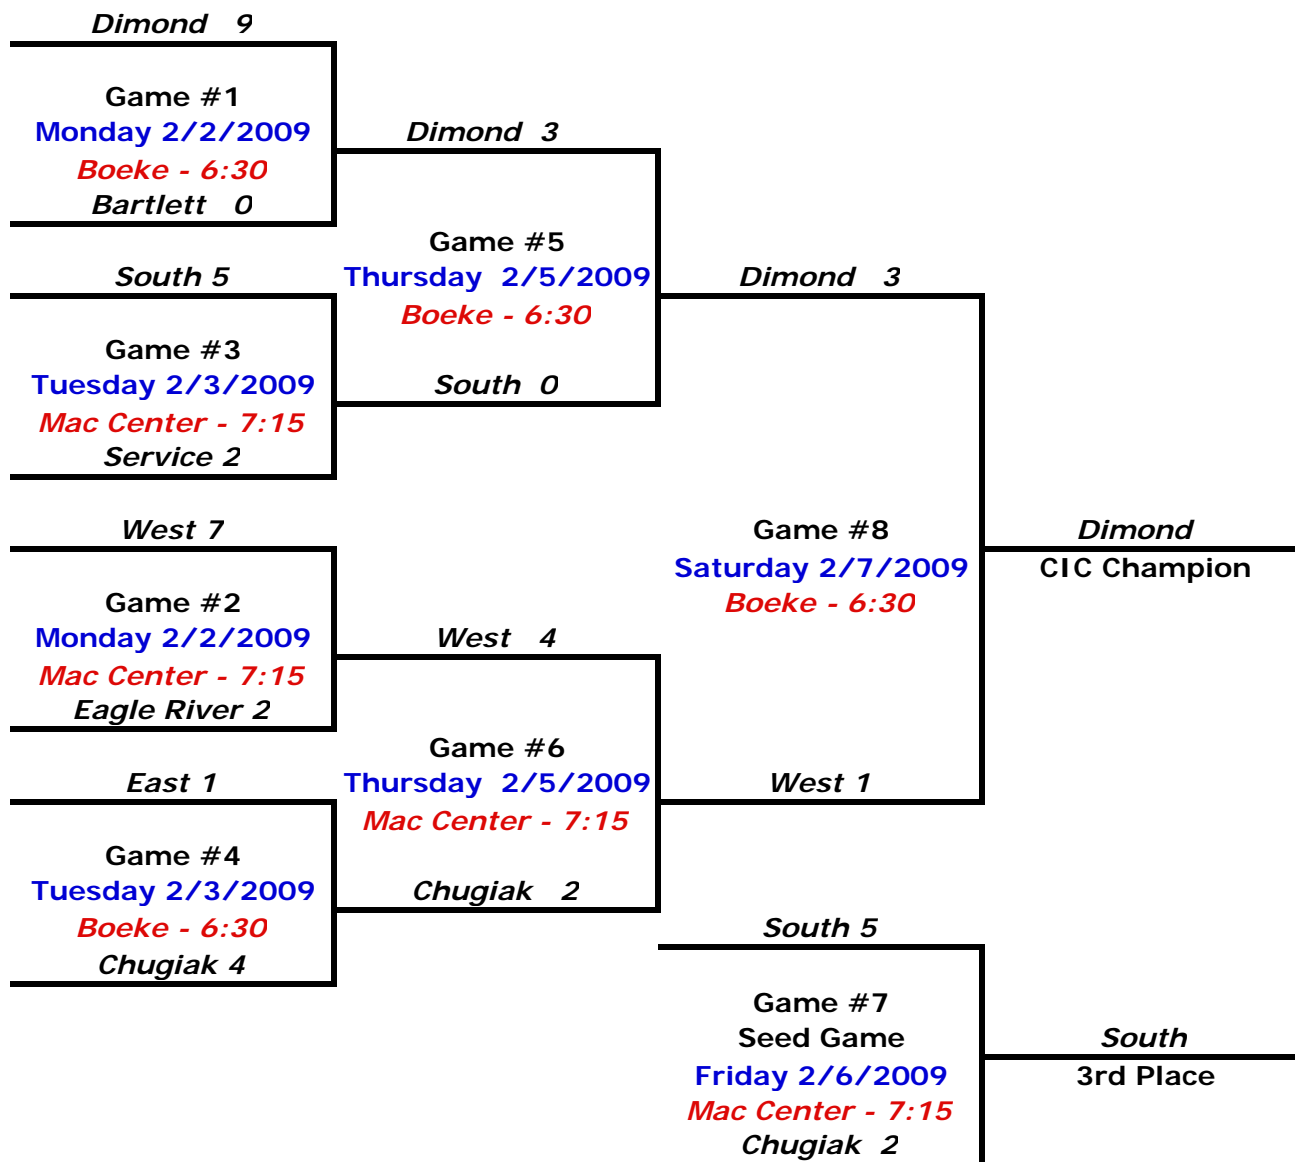 Dimond 9
Game #1
Monday 2/2/2009
Boeke - 6:30
Bartlett 0
South 5
Game #3
Tuesday 2/3/2009
Mac Center - 7:15
Service 2
West 7
Game #2
Monday 2/2/2009
Mac Center - 7:15
Eagle River 2
East 1
Game #4
Tuesday 2/3/2009
Boeke - 6:30
Chugiak 4
Dimond 3
Game #5
Thursday 2/5/2009
Boeke - 6:30
South 0
West 4
Game #6
Thursday 2/5/2009
Mac Center - 7:15
Chugiak 2
Dimond 3
Game #8
Saturday 2/7/2009
Boeke - 6:30
West 1
South 5
Game #7
Seed Game
Friday 2/6/2009
Mac Center - 7:15
Chugiak 2
Dimond
CIC Champion
South
3rd Place